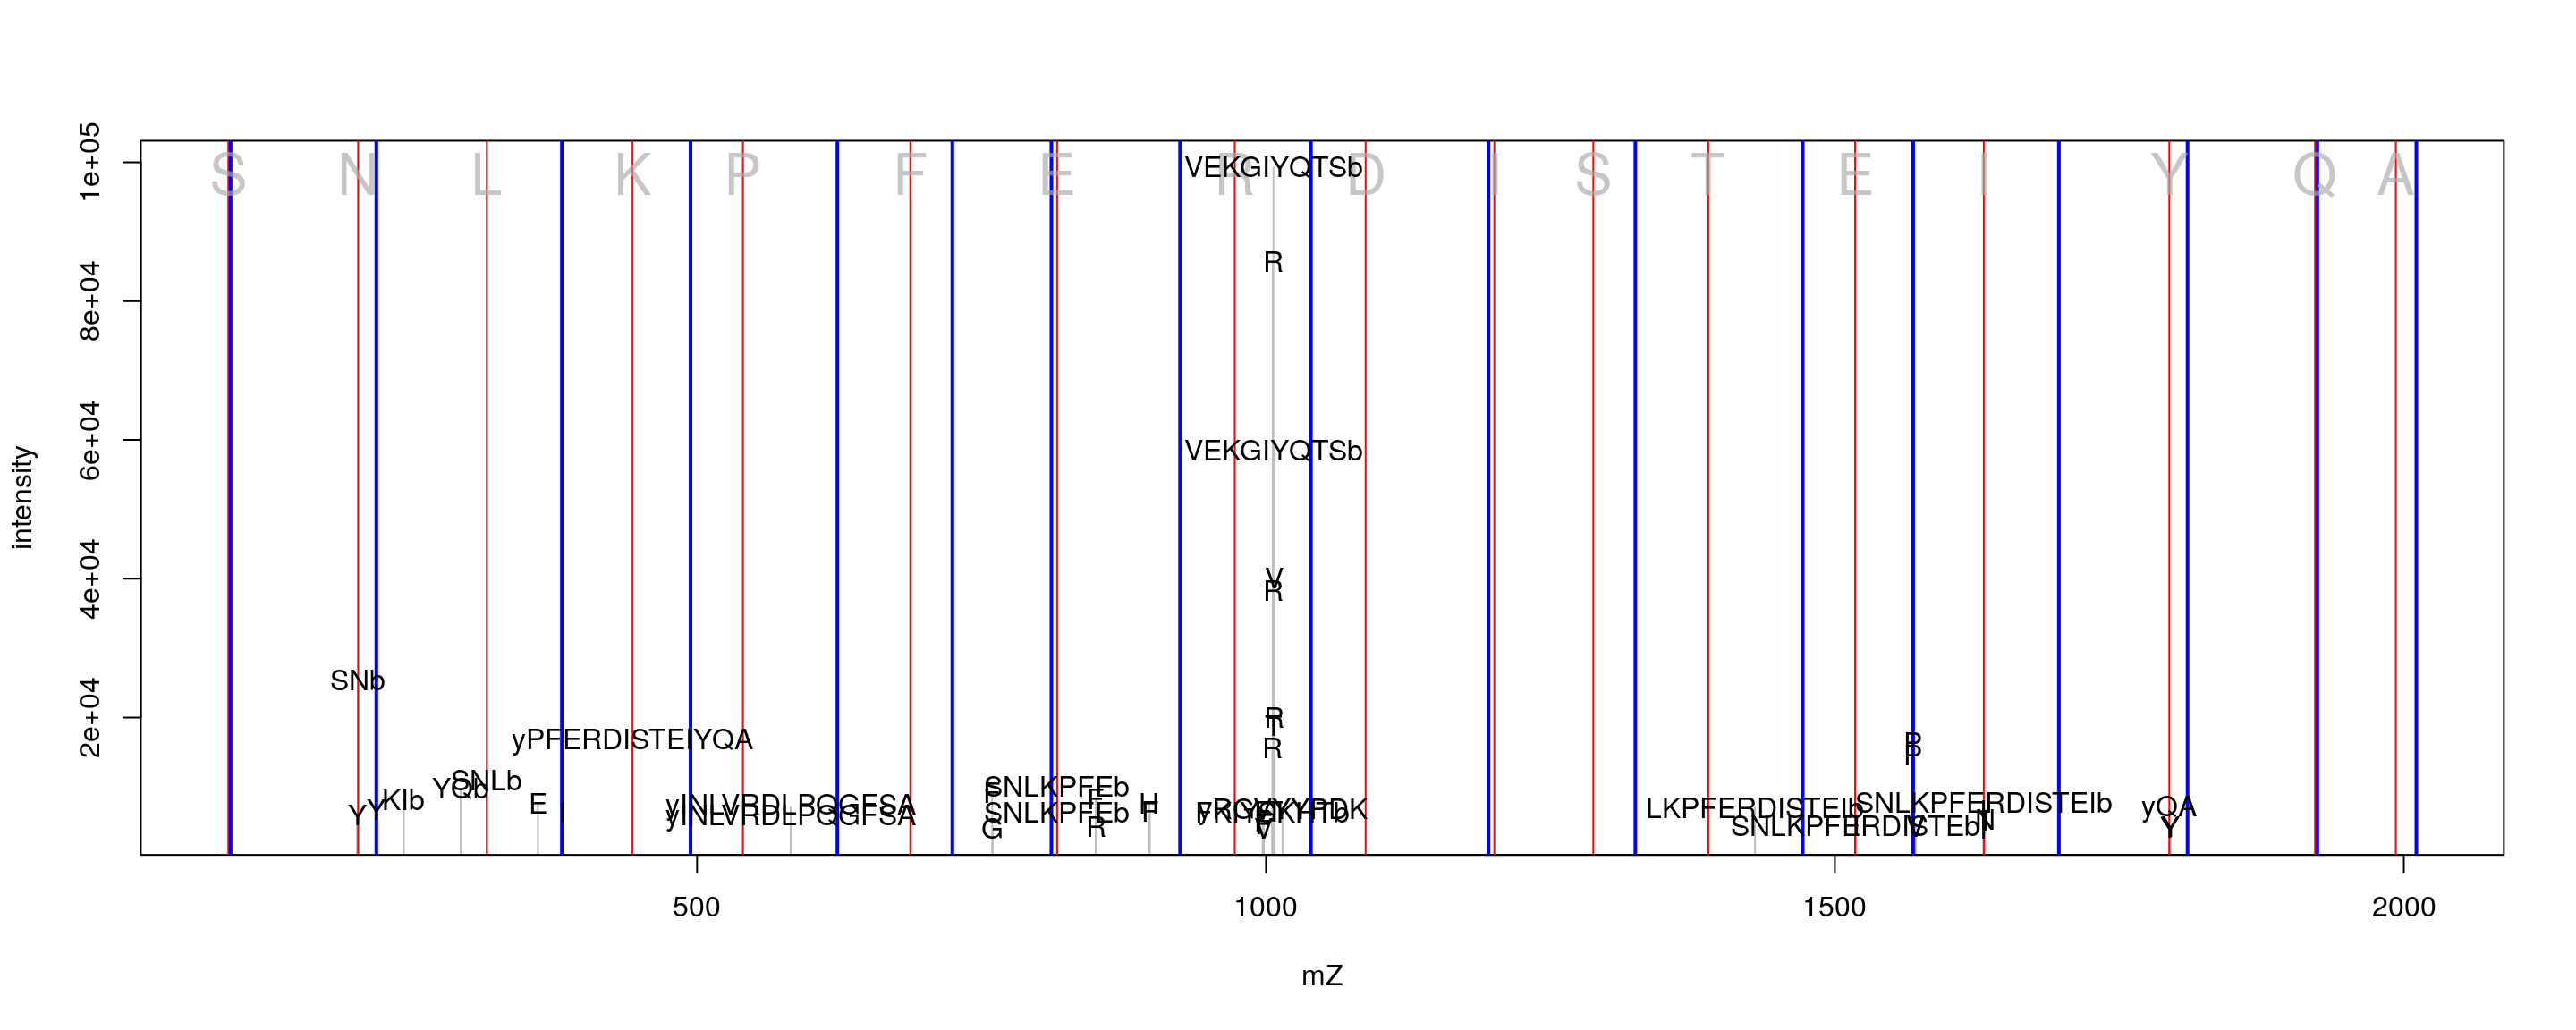 S N L K P F E R D I S T E I Y Q A
1e+05
VEKGIYQTSb
R
8e+04
6e+04
VEKGIYQTSb
intensity
4e+04
V
R
SNb
2e+04
R
R
yPFERDISTEIYQA
P
SNLb
YQb
KIb
Y
Y
E
I
yINLVRDLPQGFSA
yINLVRDLPQGFSA
SNLKPFEb
SNLKPFEb
G
R
H
LKPFERDISTEIb
SNLKPFERDISTEIb
SNLKPFERDISTEb
V
N
yQA
Y
500 1000 1500 2000
mZ